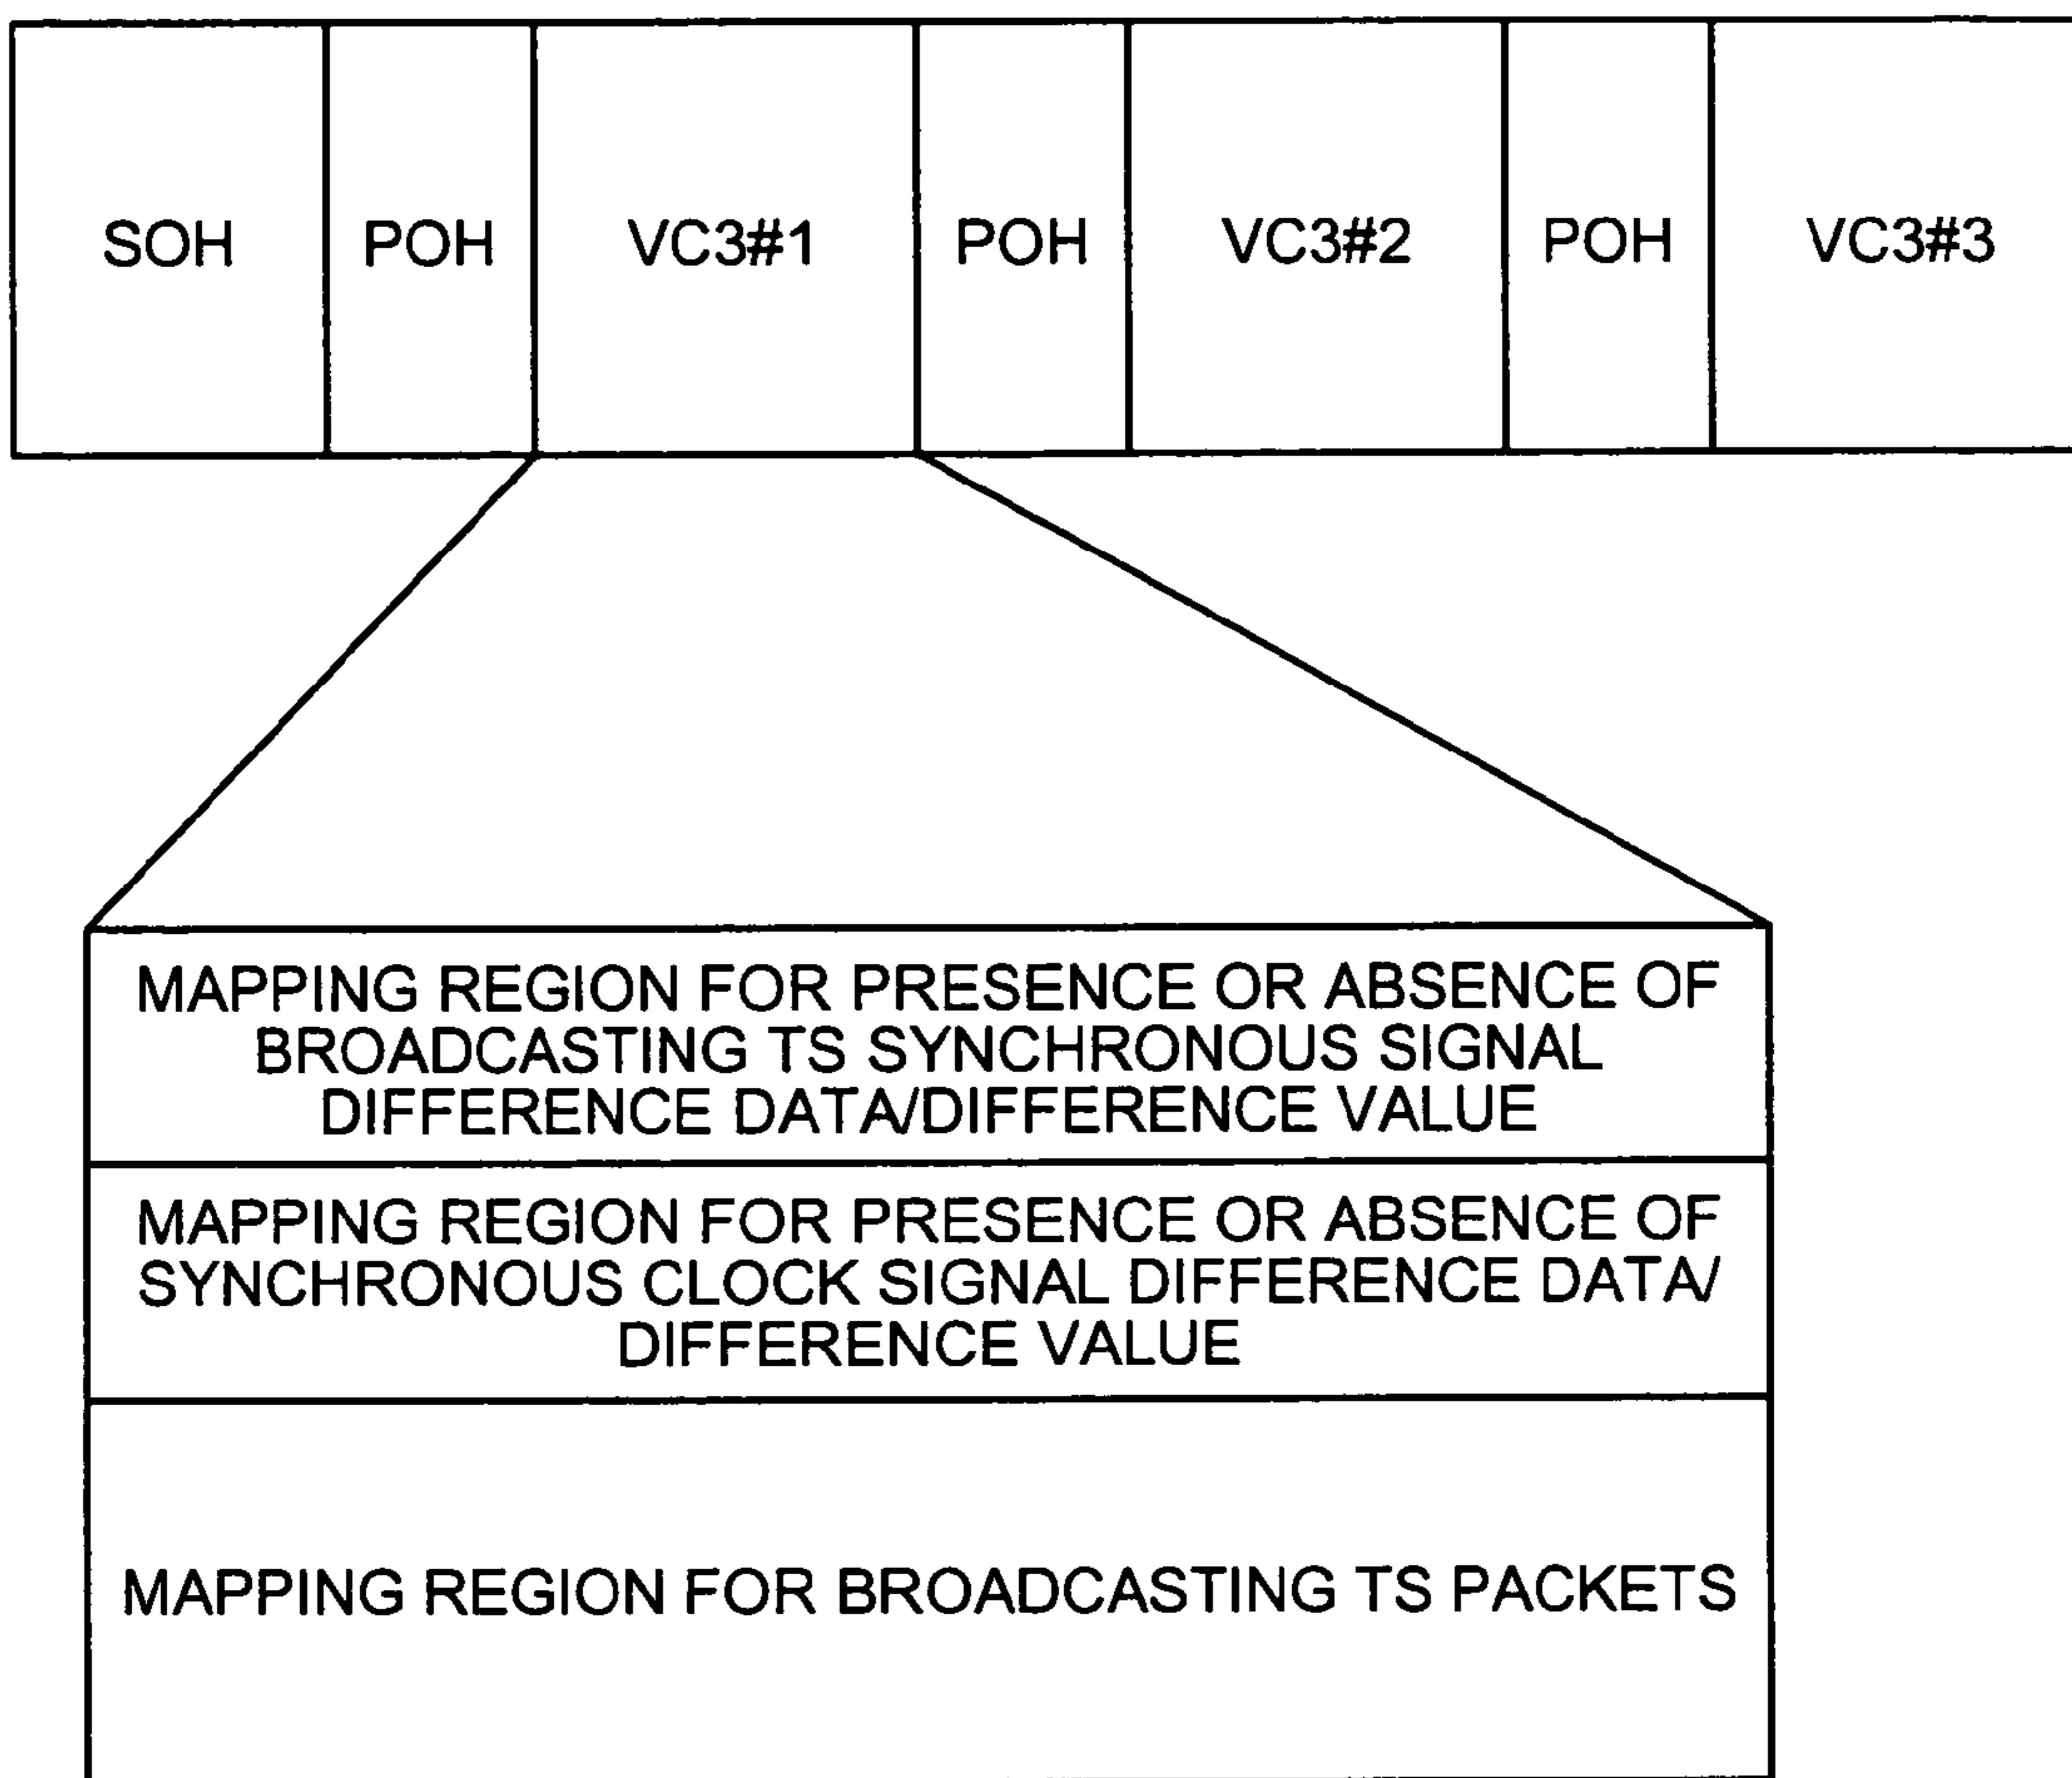 SOH POH VC3#1 POH VC3#2 POH VC3#3
MAPPING REGION FOR PRESENCE OR ABSENCE OF
BROADCASTING TS SYNCHRONOUS SIGNAL
DIFFERENCE DATA/DIFFERENCE VALUE
MAPPING REGION FOR PRESENCE OR ABSENCE OF
SYNCHRONOUS CLOCK SIGNAL DIFFERENCE DATA/
DIFFERENCE VALUE
MAPPING REGION FOR BROADCASTING TS PACKETS